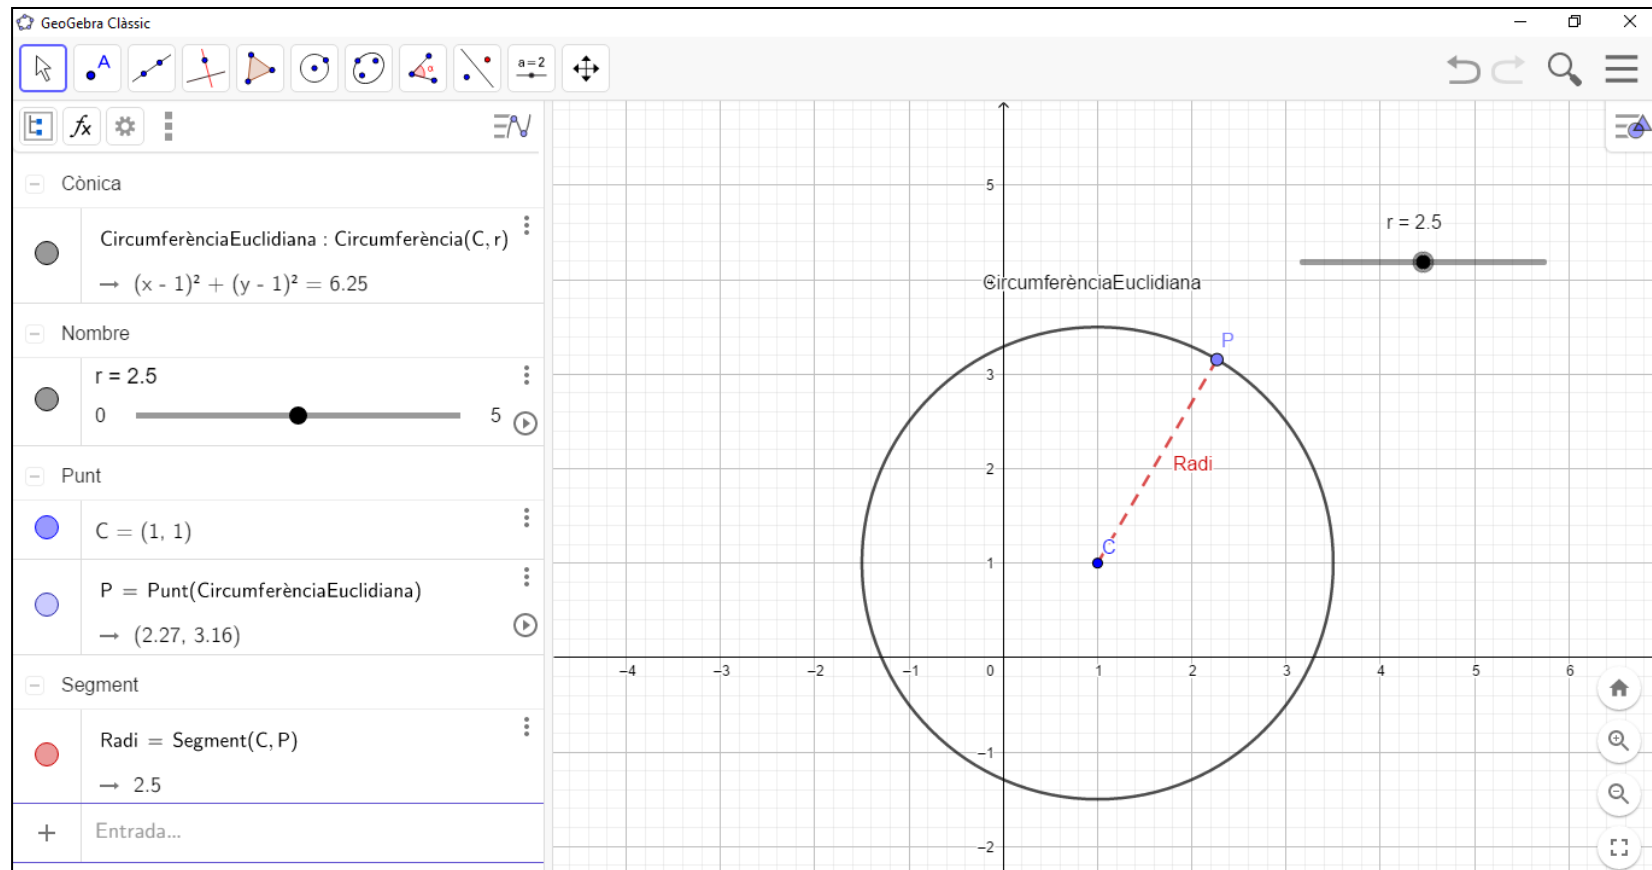 GeoGebra Clàssic
A
α
a=2
fx
Cònica
CircumferènciaEuclidiana : Circumferència(C, r)
→ (x - 1)² + (y - 1)² = 6.25
Nombre
r = 2.5
0 5
Punt
C = (1, 1)
P = Punt(CircumferènciaEuclidiana)
→ (2.27, 3.16)
Segment
Radi = Segment(C, P)
→ 2.5
+ Entrada...
5
r = 2.5
CircumferènciaEuclidiana
P
3
2
Radi
C
1
–4 –3 –2 –1 0 1 2 3 4 5 6
–1
–2